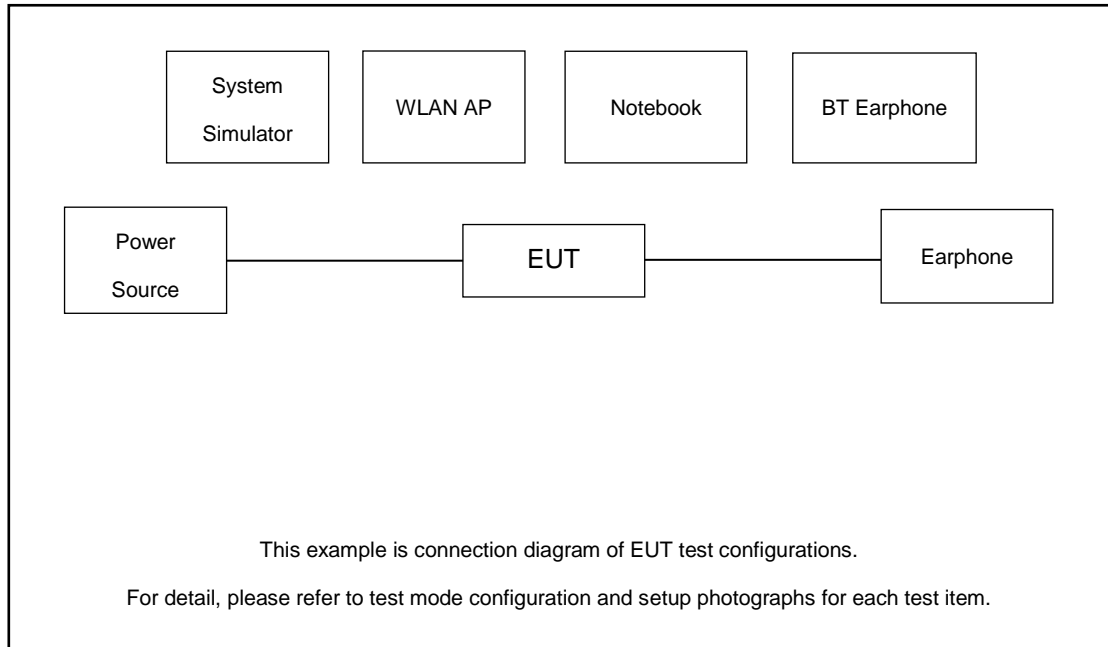 System
Simulator
WLAN AP
Notebook
BT Earphone
Power
Source
EUT
Earphone
This example is connection diagram of EUT test configurations.
For detail, please refer to test mode configuration and setup photographs for each test item.